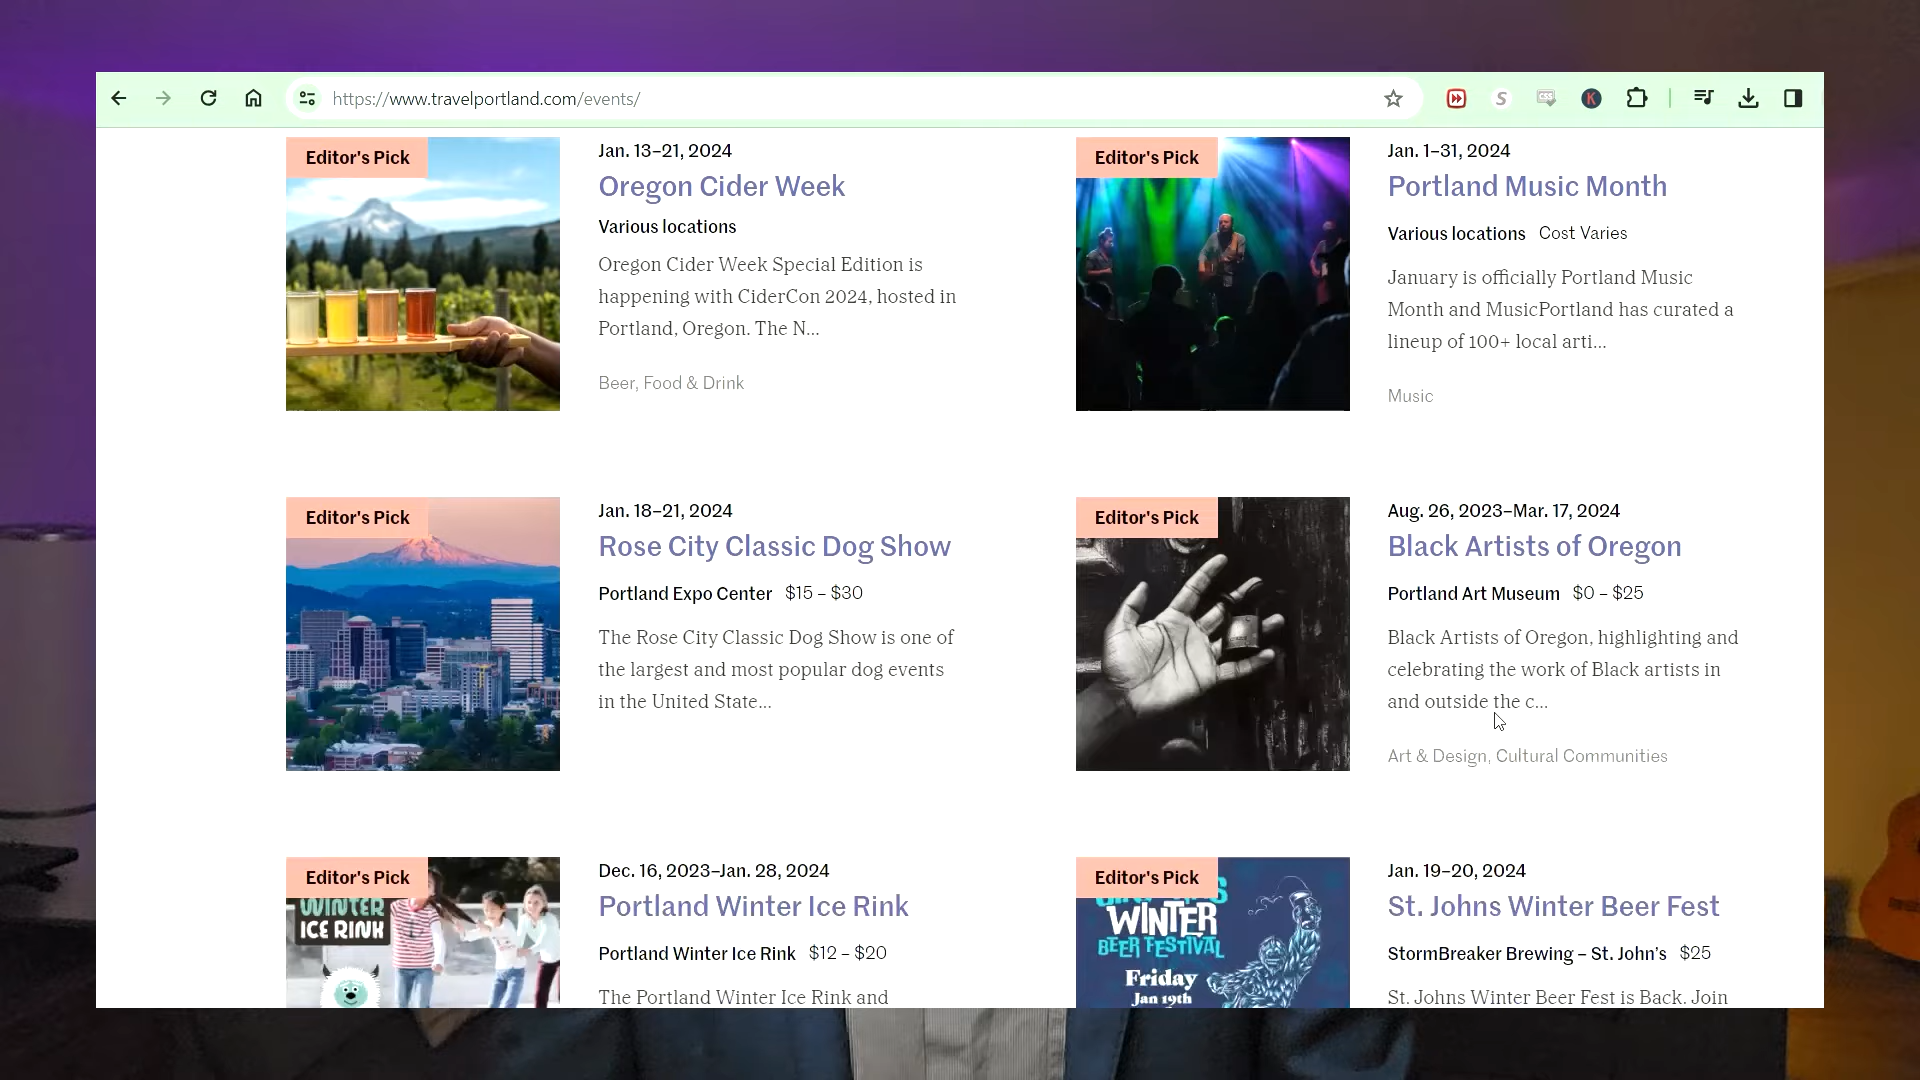 https://www.travelportland.com/events/
Editor's Pick
Jan. 13–21, 2024
Oregon Cider Week
Various locations
Oregon Cider Week Special Edition is
happening with CiderCon 2024, hosted in
Portland, Oregon. The N...
Beer, Food & Drink
Editor's Pick
Jan. 1–31, 2024
Portland Music Month
Various locations Cost Varies
January is officially Portland Music
Month and MusicPortland has curated a
lineup of 100+ local arti...
Music
Editor's Pick
Jan. 18–21, 2024
Rose City Classic Dog Show
Portland Expo Center $15 – $30
The Rose City Classic Dog Show is one of
the largest and most popular dog events
in the United State...
Editor's Pick
Aug. 26, 2023–Mar. 17, 2024
Black Artists of Oregon
Portland Art Museum $0 – $25
Black Artists of Oregon, highlighting and
celebrating the work of Black artists in
and outside the c...
Art & Design, Cultural Communities
Editor's Pick
WINTER
ICE RINK
Dec. 16, 2023–Jan. 28, 2024
Portland Winter Ice Rink
Portland Winter Ice Rink $12 – $20
The Portland Winter Ice Rink and
Editor's Pick
WINTER
BEER FESTIVAL
Friday
Jan 19th
Jan. 19–20, 2024
St. Johns Winter Beer Fest
StormBreaker Brewing – St. John's $25
St. Johns Winter Beer Fest is Back. Join